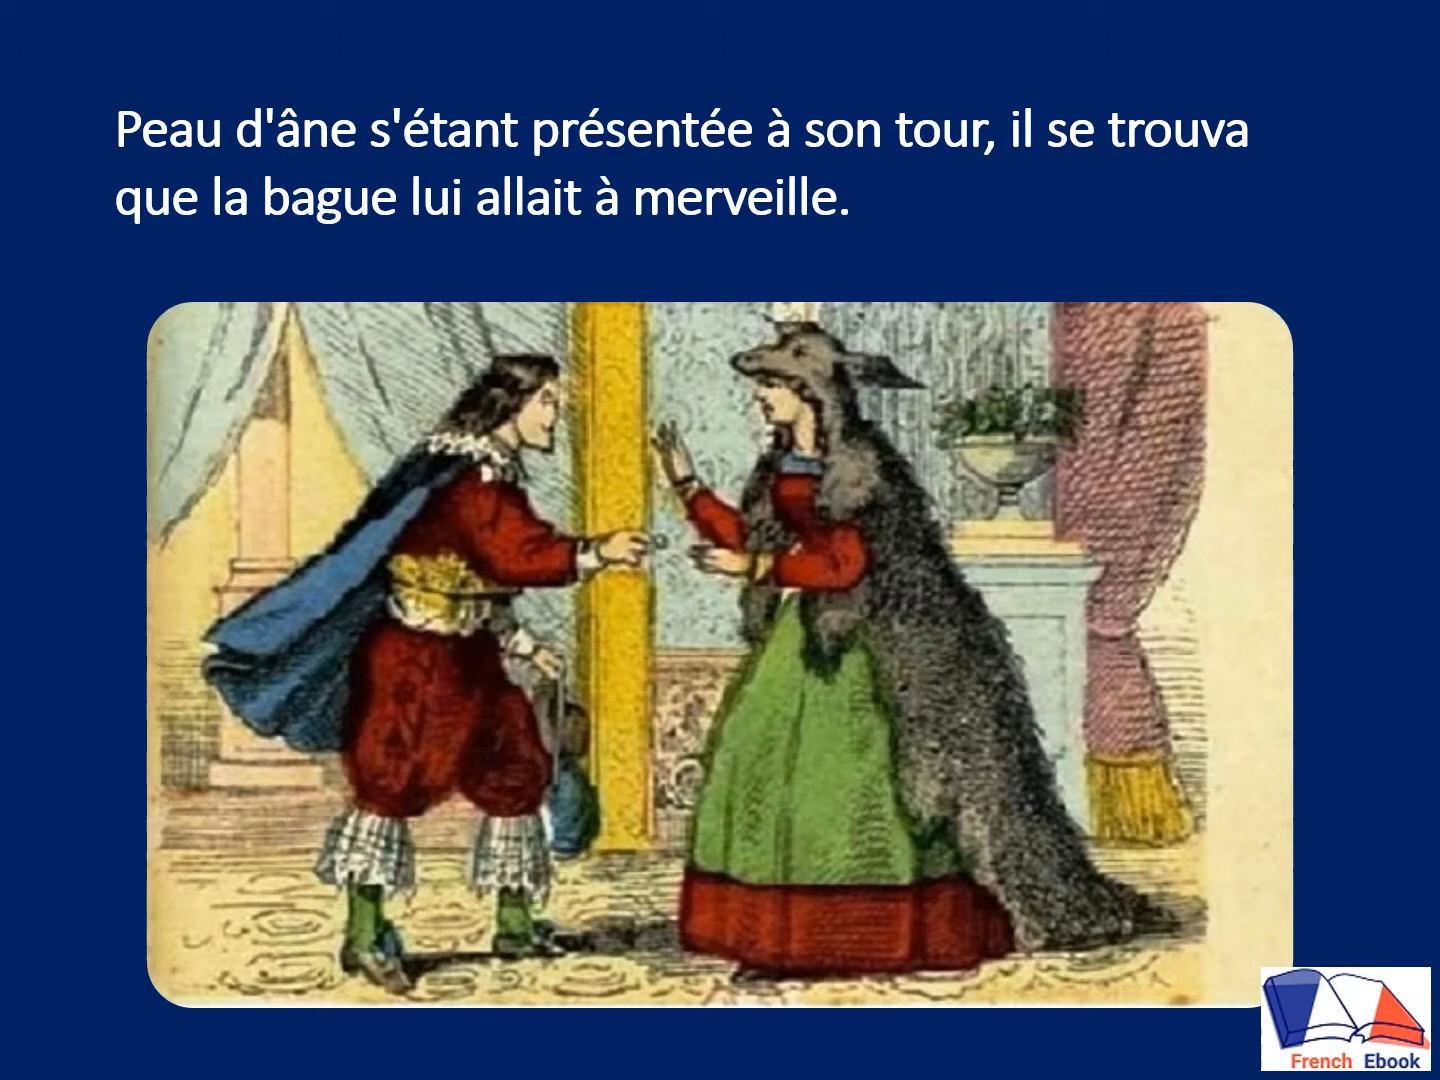 Peau d'âne s'étant présentée à son tour, il se trouva
que la bague lui allait à merveille.
French Ebook